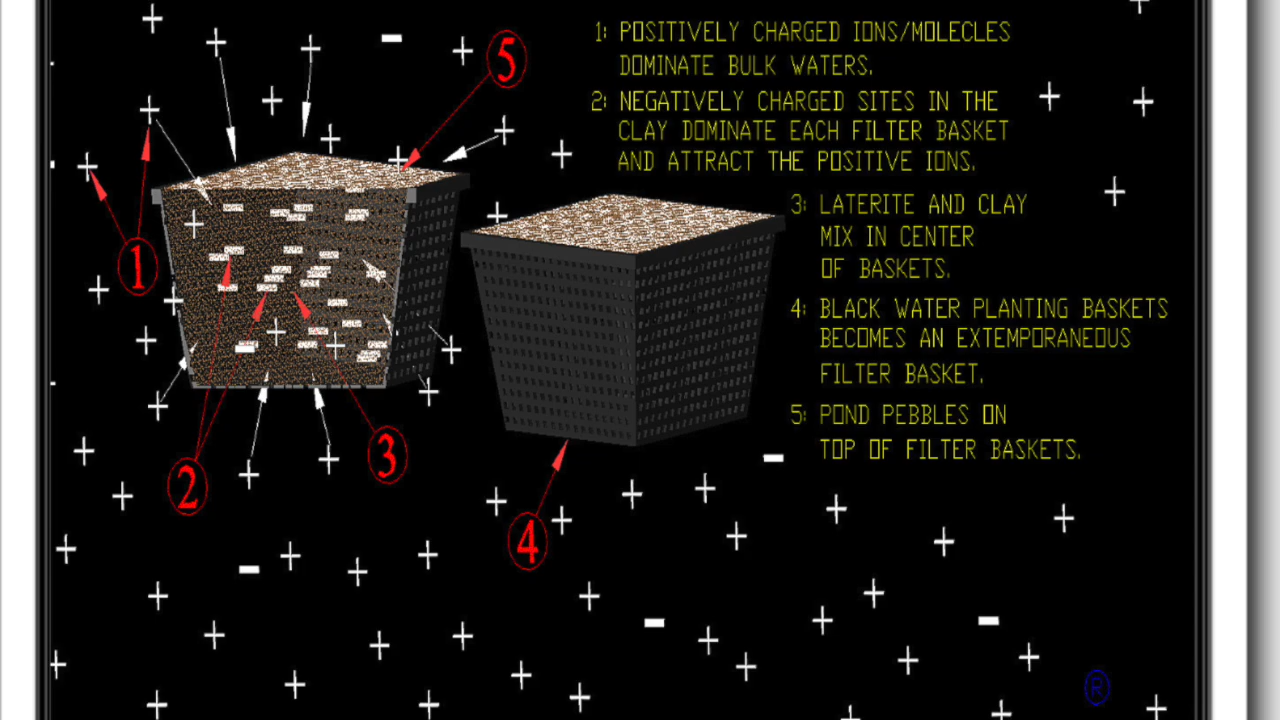 1: POSITIVELY CHARGED IONS/MOLECLES
DOMINATE BULK WATERS.
2: NEGATIVELY CHARGED SITES IN THE
CLAY DOMINATE EACH FILTER BASKET
AND ATTRACT THE POSITIVE IONS.
3: LATERITE AND CLAY
MIX IN CENTER
OF BASKETS.
4: BLACK WATER PLANTING BASKETS
BECOMES AN EXTEMPORANEOUS
FILTER BASKET.
5: POND PEBBLES ON
TOP OF FILTER BASKETS.
5
1
3
2
4
®